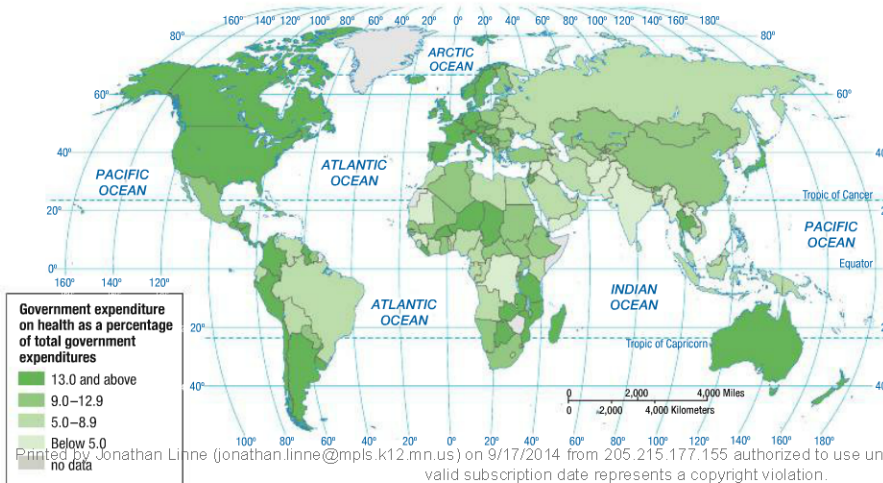 160° 140° 120° 100° 80° 60° 40° 20° 0° 20° 40° 60° 80° 100° 120° 140° 160°
80° 80°
ARCTIC
OCEAN
60° 60°
40° 40°
PACIFIC
OCEAN
ATLANTIC
OCEAN
Tropic of Cancer
20° 20°
PACIFIC
OCEAN
Equator
160° 140° 120° 0° 0°
ATLANTIC
OCEAN
INDIAN
OCEAN
20° 20°
Tropic of Capricorn
40° 40°
Government expenditure
on health as a percentage
of total government
expenditures
13.0 and above
9.0–12.9
5.0–8.9
Below 5.0
no data
0 2,000 4,000 Miles
0 2,000 4,000 Kilometers
100° 80° 60° 40° 20° 0° 20° 40° 60° 80° 100° 120° 140° 160° 180°
Printed by Jonathan Linne (jonathan.linne@mpls.k12.mn.us) on 9/17/2014 from 205.215.177.155 authorized to use un
valid subscription date represents a copyright violation.